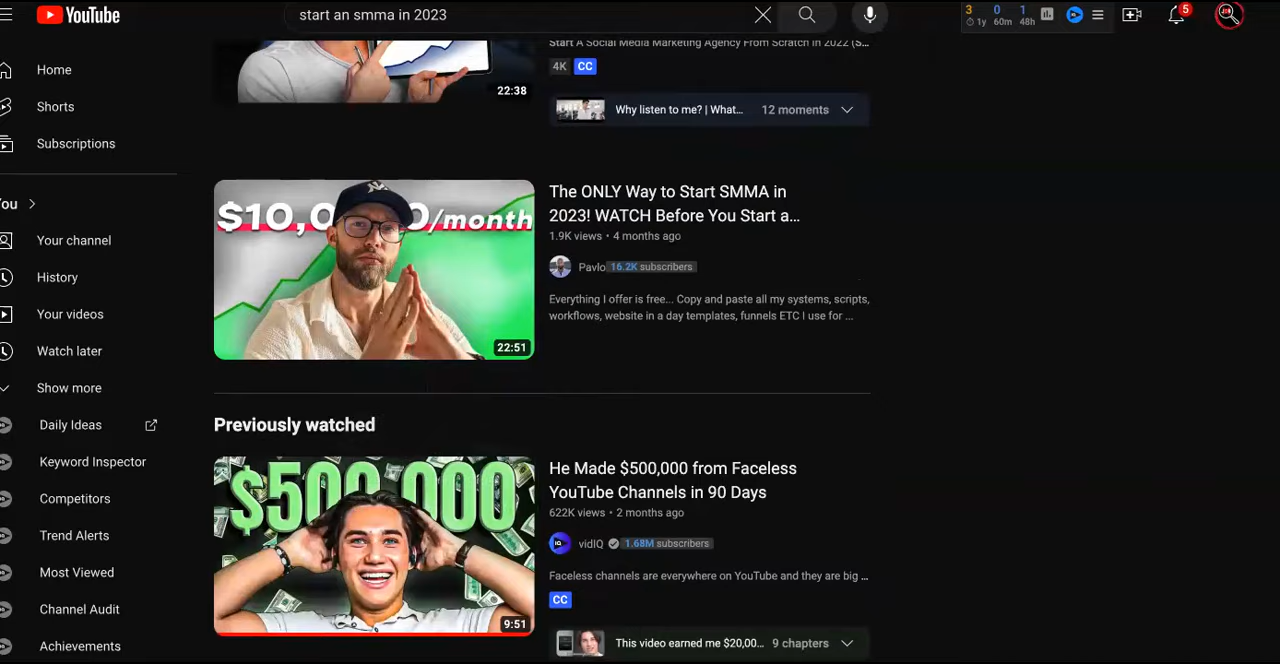 YouTube
start an smma in 2023
3 0 1
1y 60m 48h
5
Home
Shorts
Subscriptions
You
Your channel
History
Your videos
Watch later
Show more
Daily Ideas
Keyword Inspector
Competitors
Trend Alerts
Most Viewed
Channel Audit
Achievements
22:38
Start A Social Media Marketing Agency From Scratch In 2022 (S...
4K CC
Why listen to me? | What... 12 moments
$10,0 0/month
22:51
The ONLY Way to Start SMMA in
2023! WATCH Before You Start a...
1.9K views • 4 months ago
Pavlo 16.2K subscribers
Everything I offer is free... Copy and paste all my systems, scripts,
workflows, website in a day templates, funnels ETC I use for ...
Previously watched
$500,000
9:51
He Made $500,000 from Faceless
YouTube Channels in 90 Days
622K views • 2 months ago
vidIQ 1.68M subscribers
Faceless channels are everywhere on YouTube and they are big ...
CC
This video earned me $20,00... 9 chapters